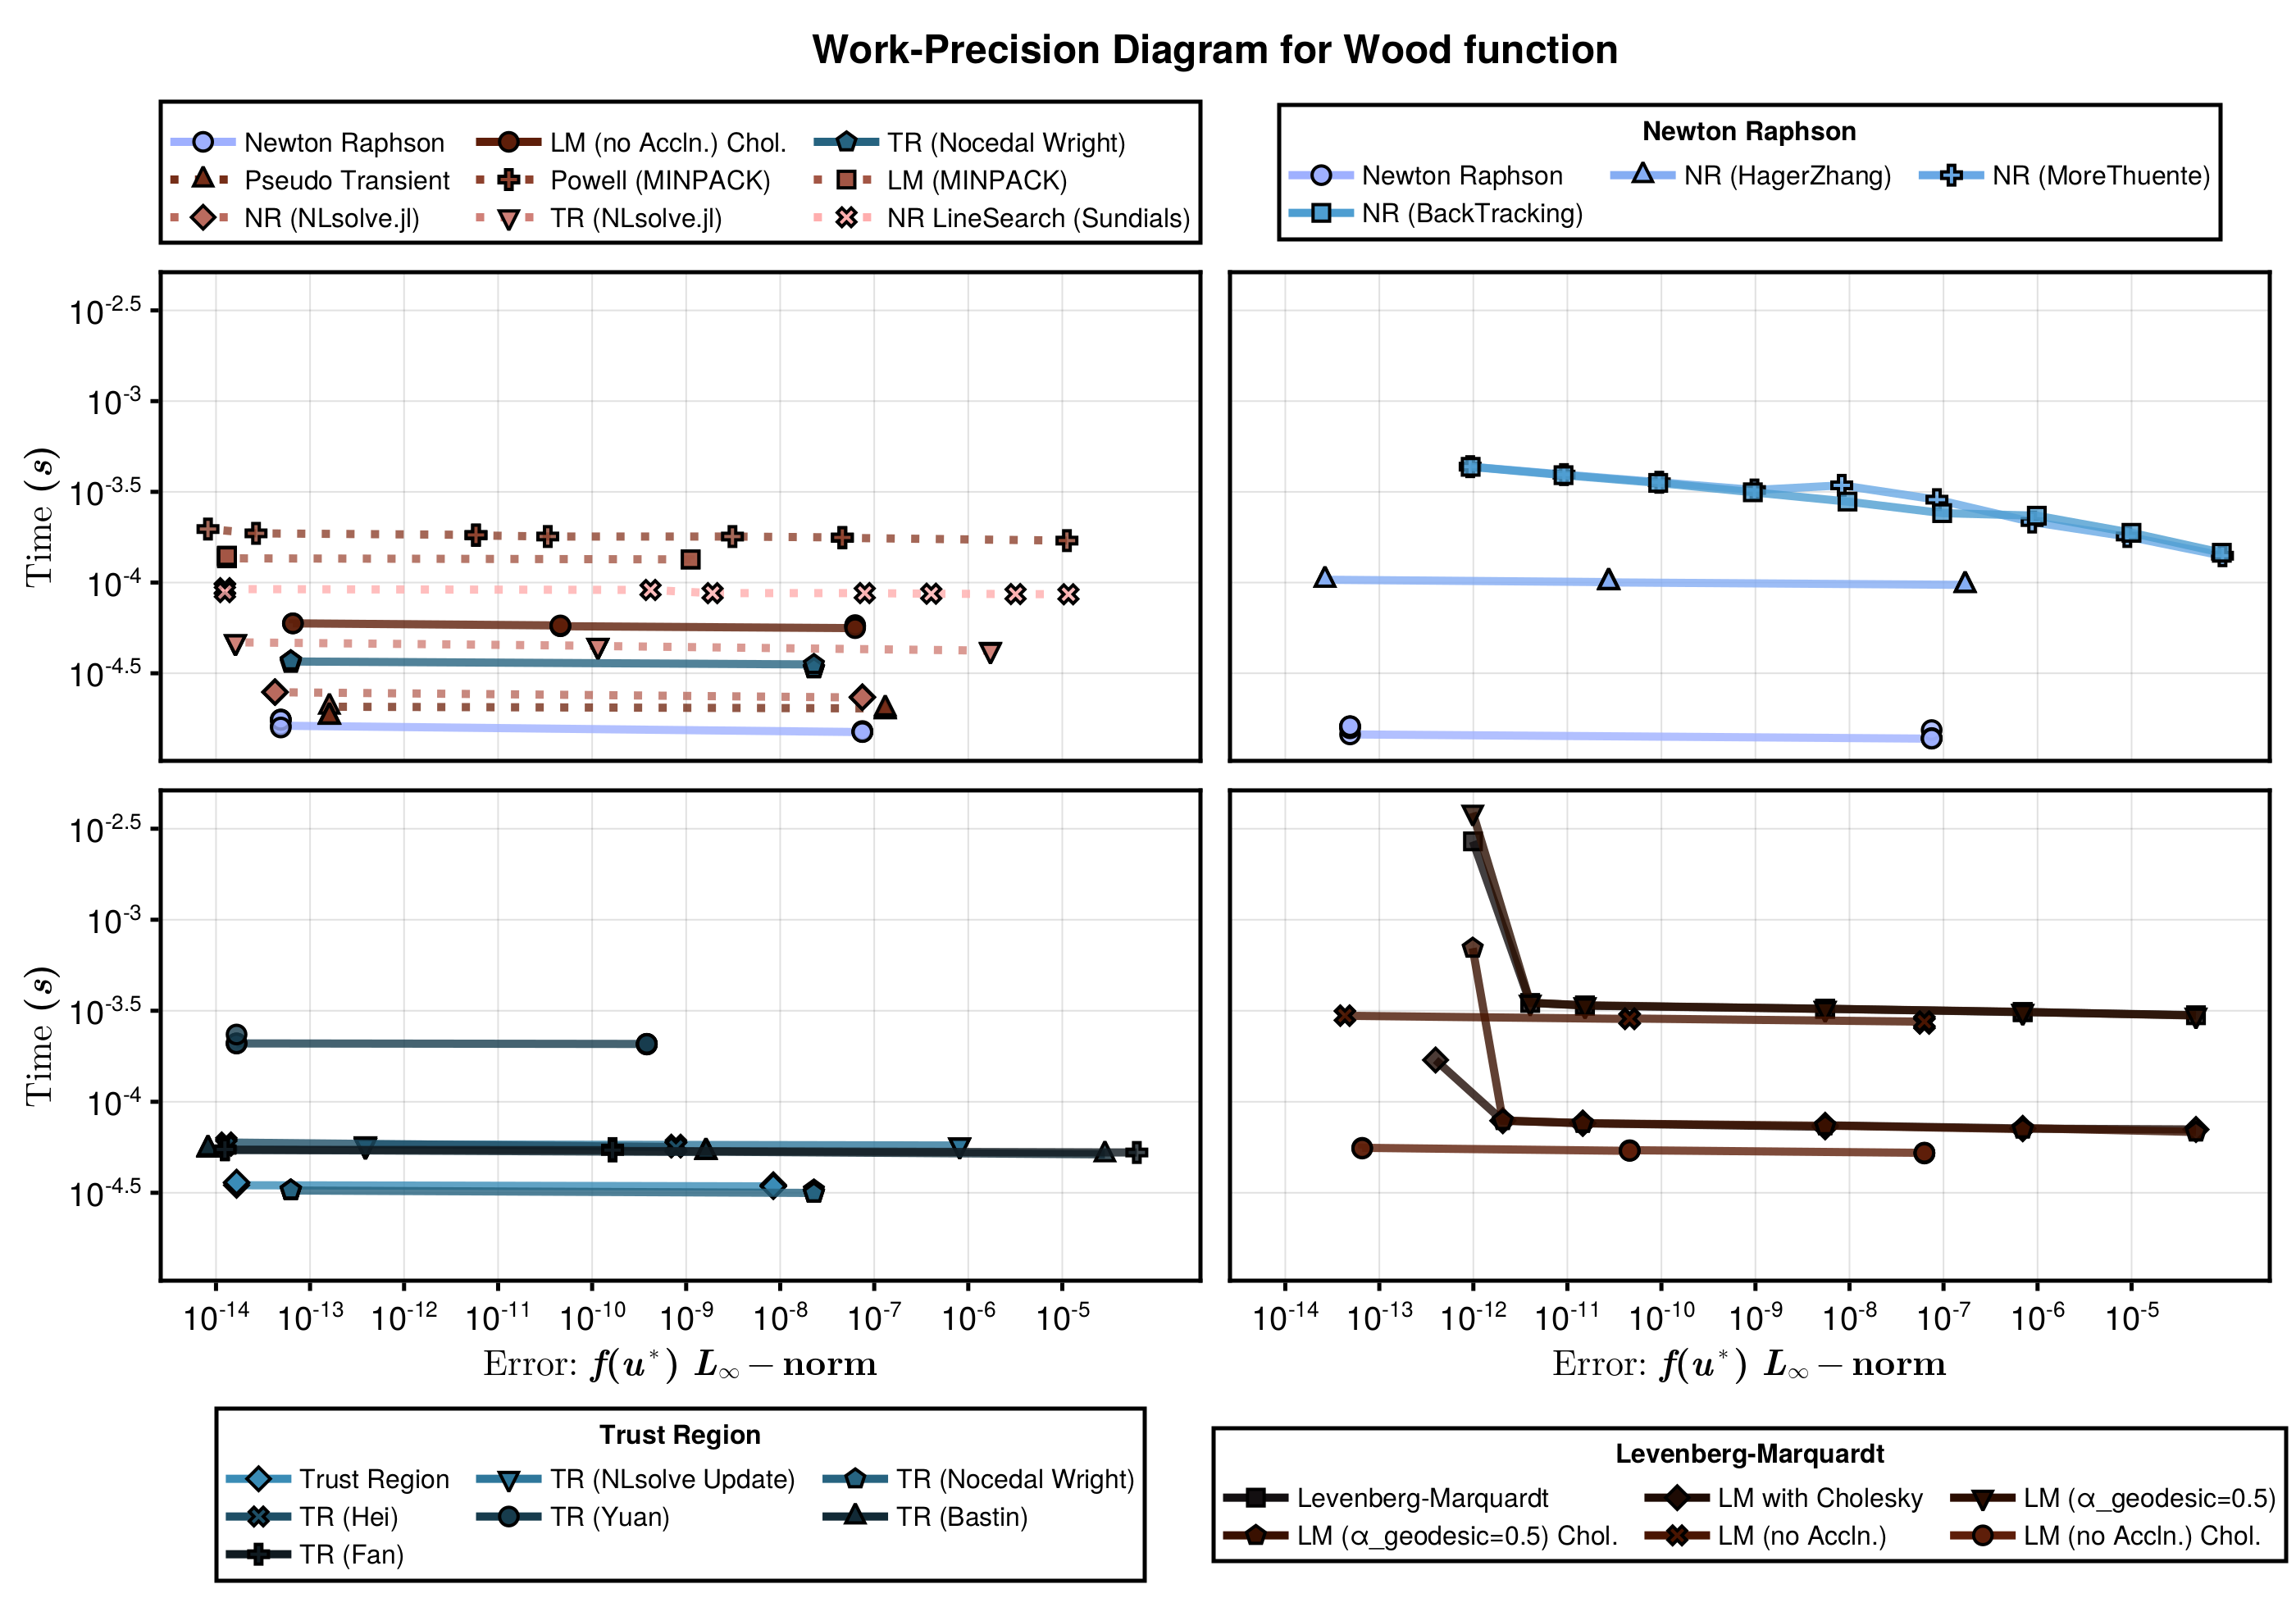 Work-Precision Diagram for Wood function
Newton Raphson LM (no Accln.) Chol. TR (Nocedal Wright)
Pseudo Transient Powell (MINPACK) LM (MINPACK)
NR (NLsolve.jl) TR (NLsolve.jl) NR LineSearch (Sundials)
Newton Raphson
Newton Raphson NR (HagerZhang) NR (MoreThuente)
NR (BackTracking)
Time (s)
10^-2.5
10^-3
10^-3.5
10^-4
10^-4.5
Time (s)
10^-2.5
10^-3
10^-3.5
10^-4
10^-4.5
10^-14 10^-13 10^-12 10^-11 10^-10 10^-9 10^-8 10^-7 10^-6 10^-5
Error: f(u*) L∞ − norm
10^-14 10^-13 10^-12 10^-11 10^-10 10^-9 10^-8 10^-7 10^-6 10^-5
Error: f(u*) L∞ − norm
Trust Region
Trust Region TR (NLsolve Update) TR (Nocedal Wright)
TR (Hei) TR (Yuan) TR (Bastin)
TR (Fan)
Levenberg-Marquardt
Levenberg-Marquardt LM with Cholesky LM (α_geodesic=0.5)
LM (α_geodesic=0.5) Chol. LM (no Accln.) LM (no Accln.) Chol.